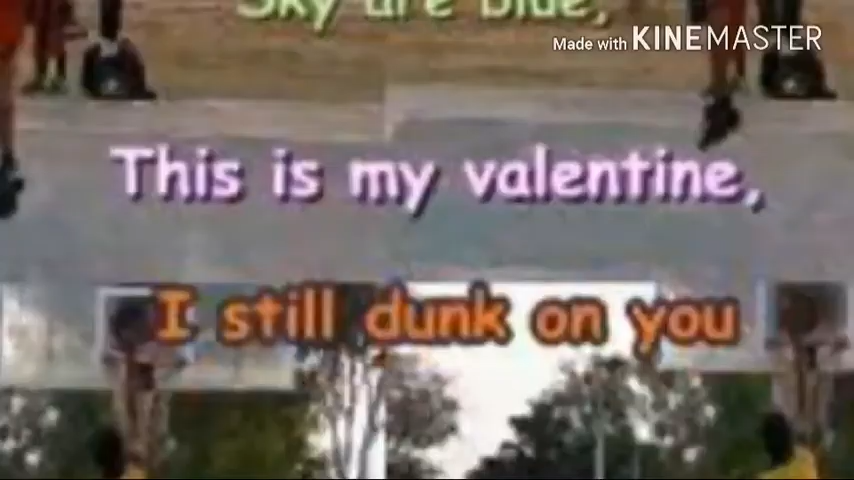 Sky are blue,
Made with KINEMASTER
This is my valentine,
I still dunk on you